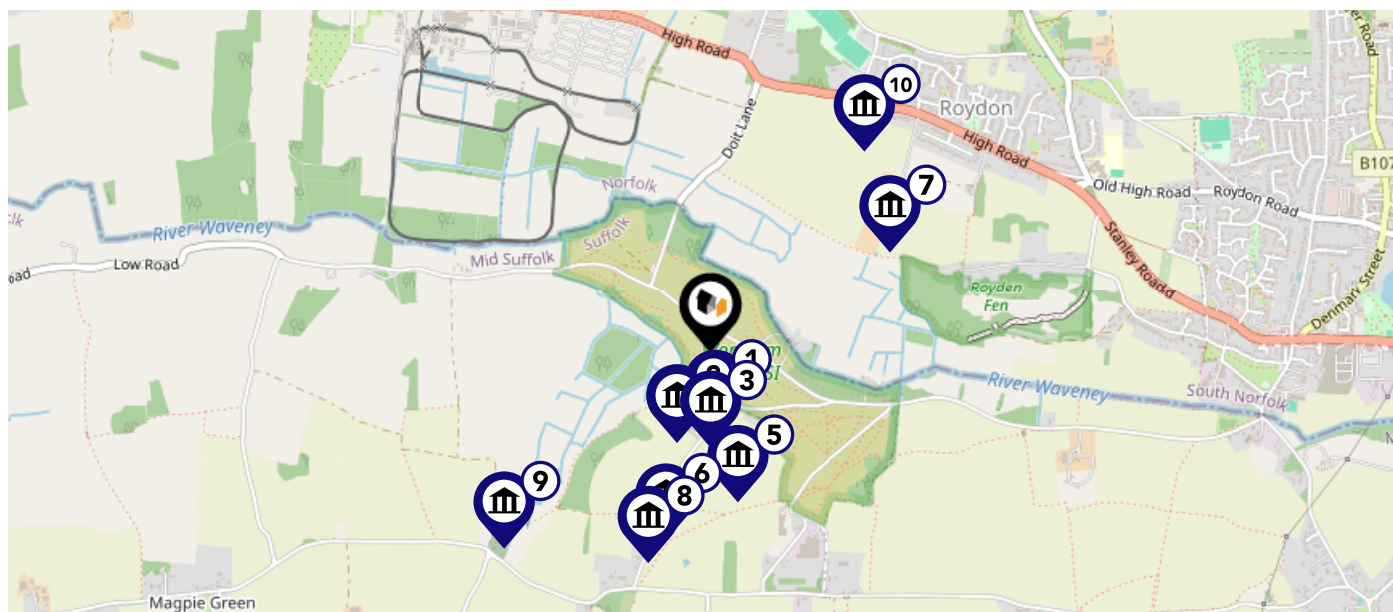 High Road
10
Roydon
Doit Lane
High Road
B107
7
Old High Road
Roydon Road
Norfolk
River Waveney
Suffolk
Mid Suffolk
Low Road
Stanley Road
Denmark Street
Royden
Fen
1
3
River Waveney
South Norfolk
5
6
9
8
Magpie Green